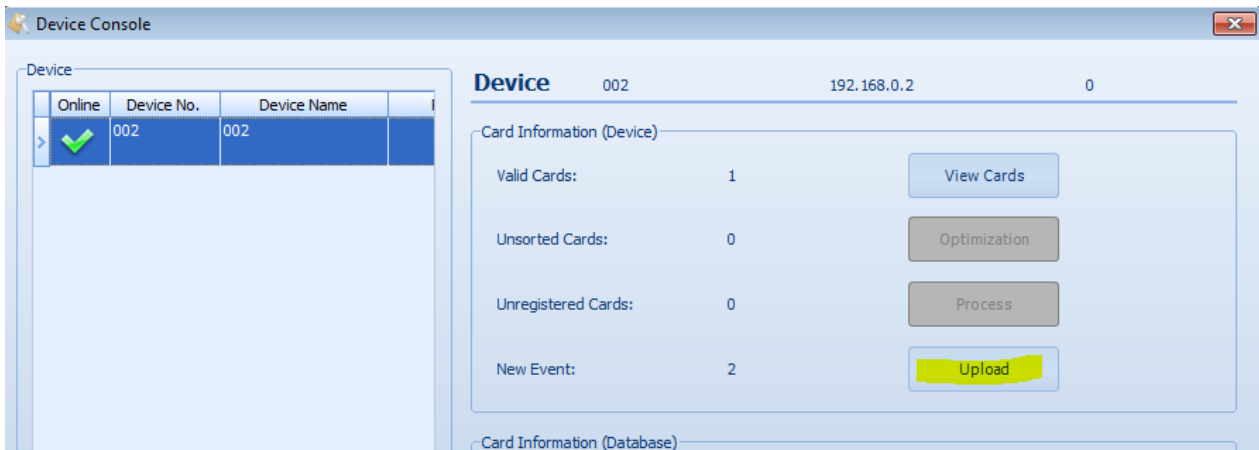 Device Console
Device
Online Device No. Device Name
002 002
Device 002 192.168.0.2 0
Card Information (Device)
Valid Cards: 1 View Cards
Unsorted Cards: 0 Optimization
Unregistered Cards: 0 Process
New Event: 2 Upload
Card Information (Database)